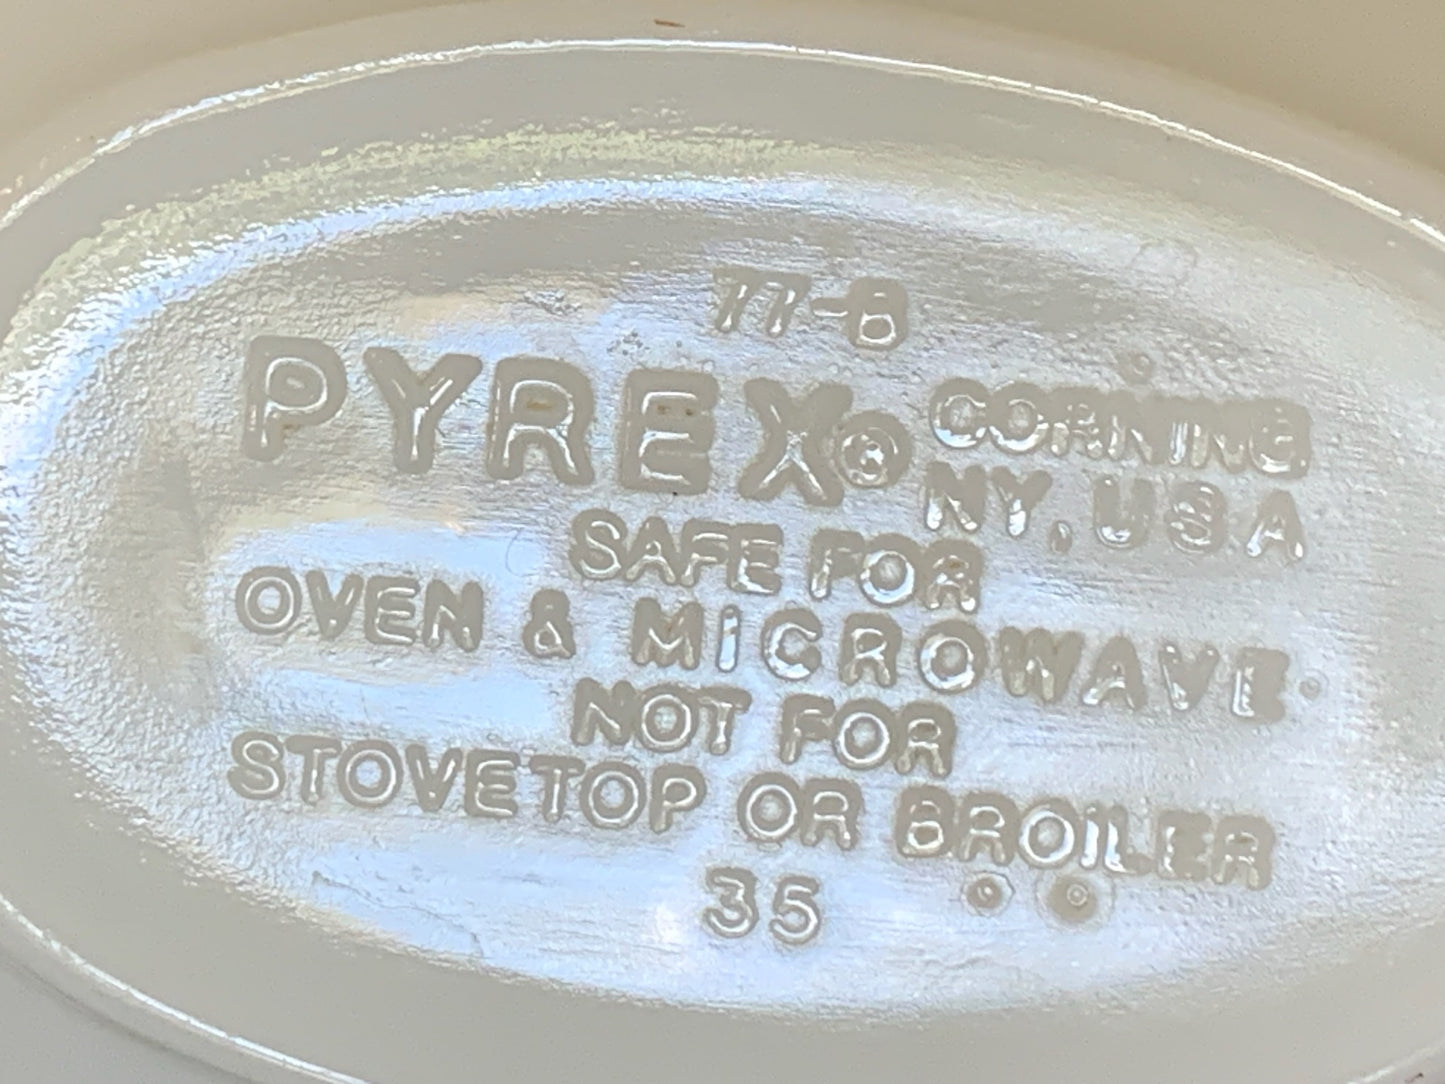 77-B
PYREX® CORNING
NY, USA
SAFE FOR
OVEN & MICROWAVE
NOT FOR
STOVETOP OR BROILER
35